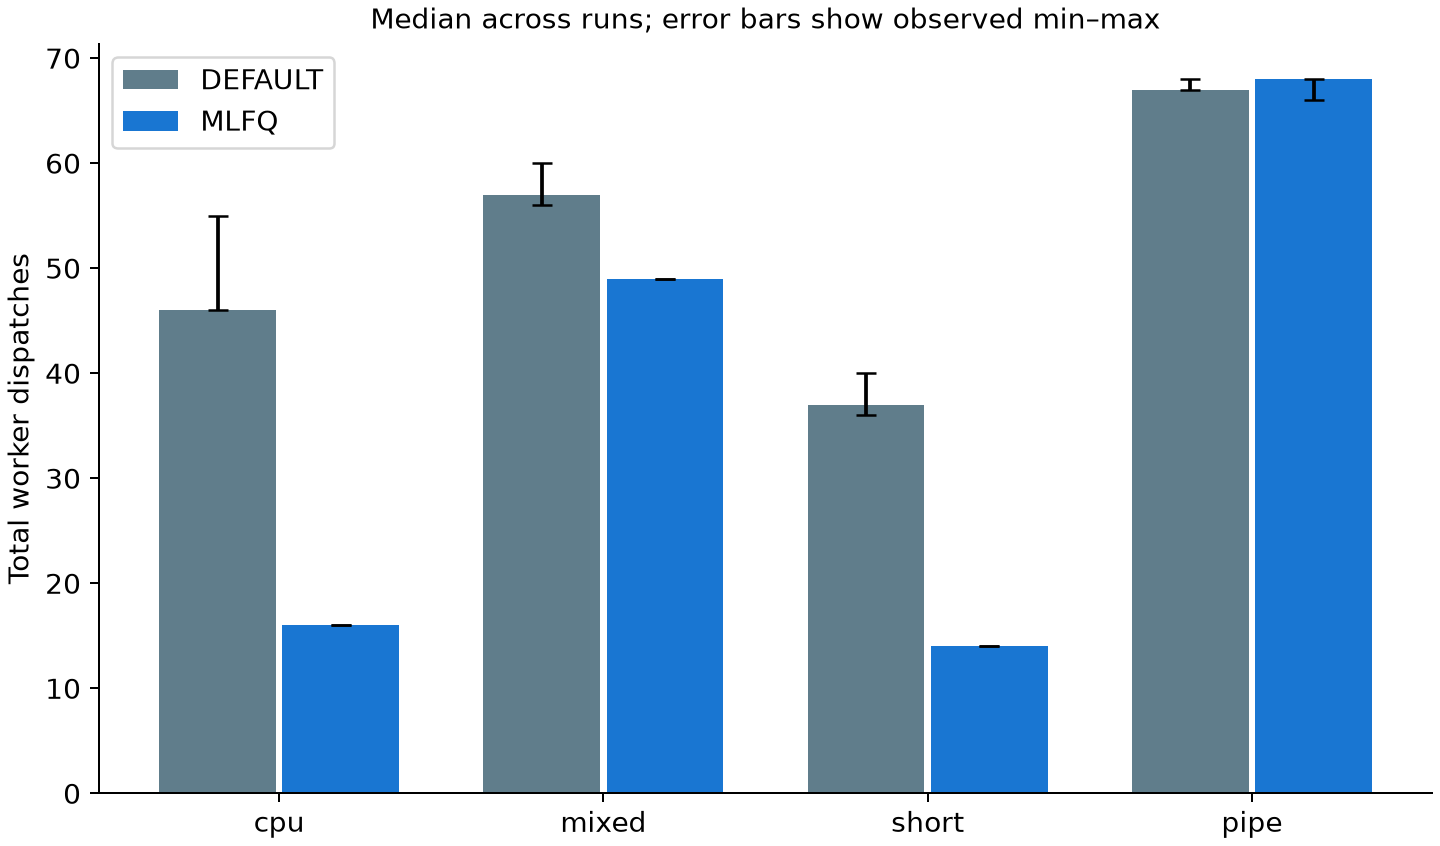 Median across runs; error bars show observed min–max
DEFAULT
MLFQ
Total worker dispatches
70
60
50
40
30
20
10
0
cpu mixed short pipe